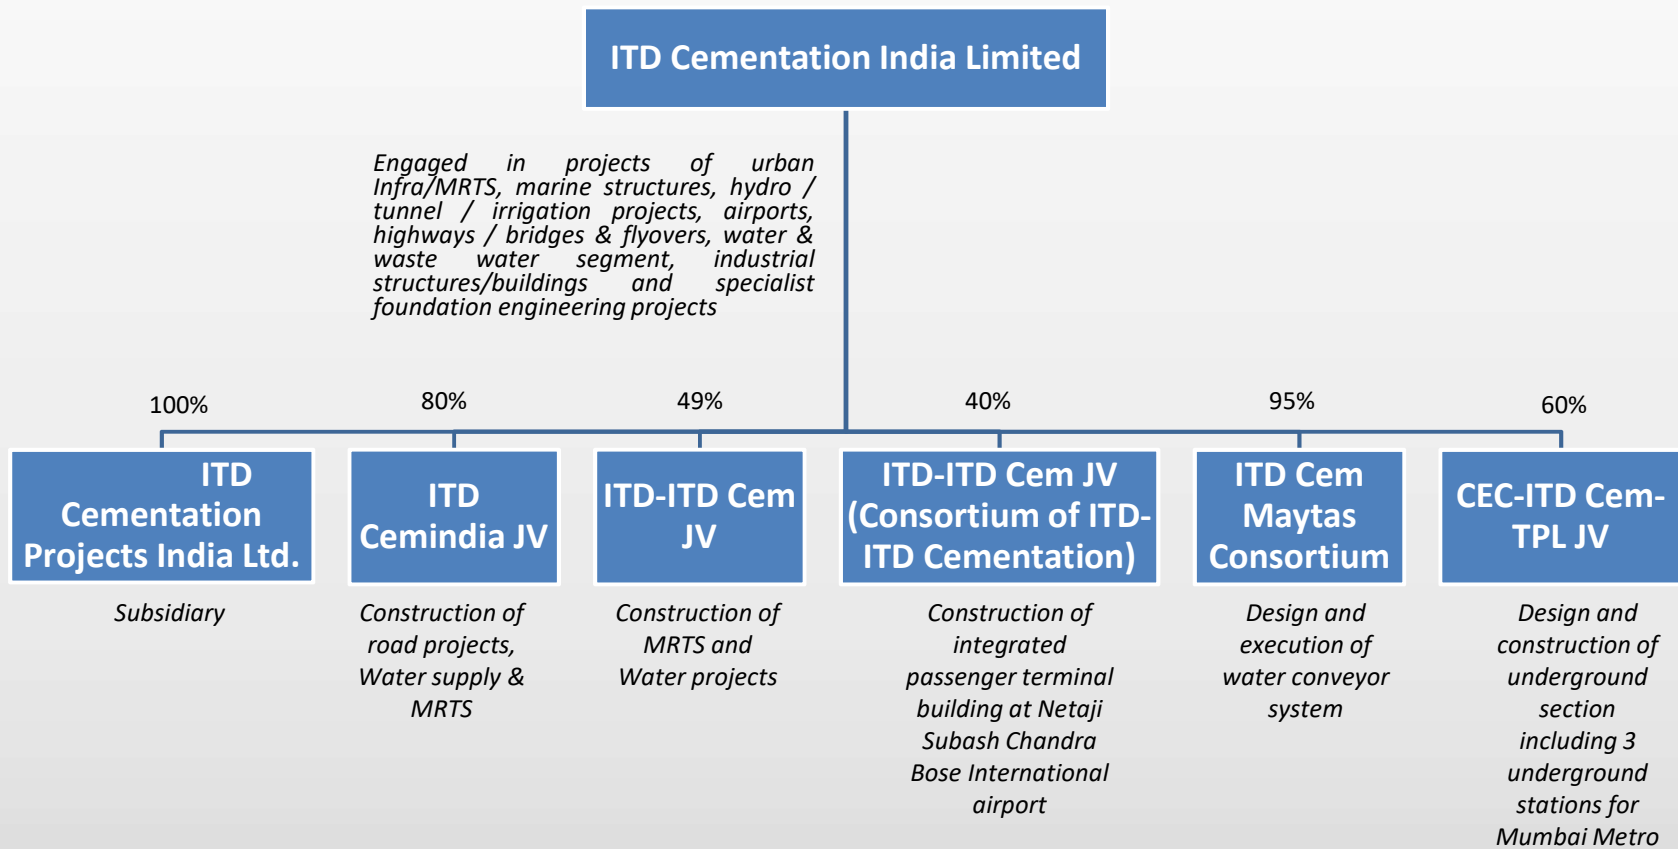 ITD Cementation India Limited
Engaged in projects of urban
Infra/MRTS, marine structures, hydro /
tunnel / irrigation projects, airports,
highways / bridges & flyovers, water &
waste water segment, industrial
structures/buildings and specialist
foundation engineering projects
100%
80%
49%
40%
95%
60%
ITD
Cementation
Projects India Ltd.
ITD
Cemindia JV
ITD-ITD Cem
JV
ITD-ITD Cem JV
(Consortium of ITD-
ITD Cementation)
ITD Cem
Maytas
Consortium
CEC-ITD Cem-
TPL JV
Subsidiary
Construction of
road projects,
Water supply &
MRTS
Construction of
MRTS and
Water projects
Construction of
integrated
passenger terminal
building at Netaji
Subash Chandra
Bose International
airport
Design and
execution of
water conveyor
system
Design and
construction of
underground
section
including 3
underground
stations for
Mumbai Metro